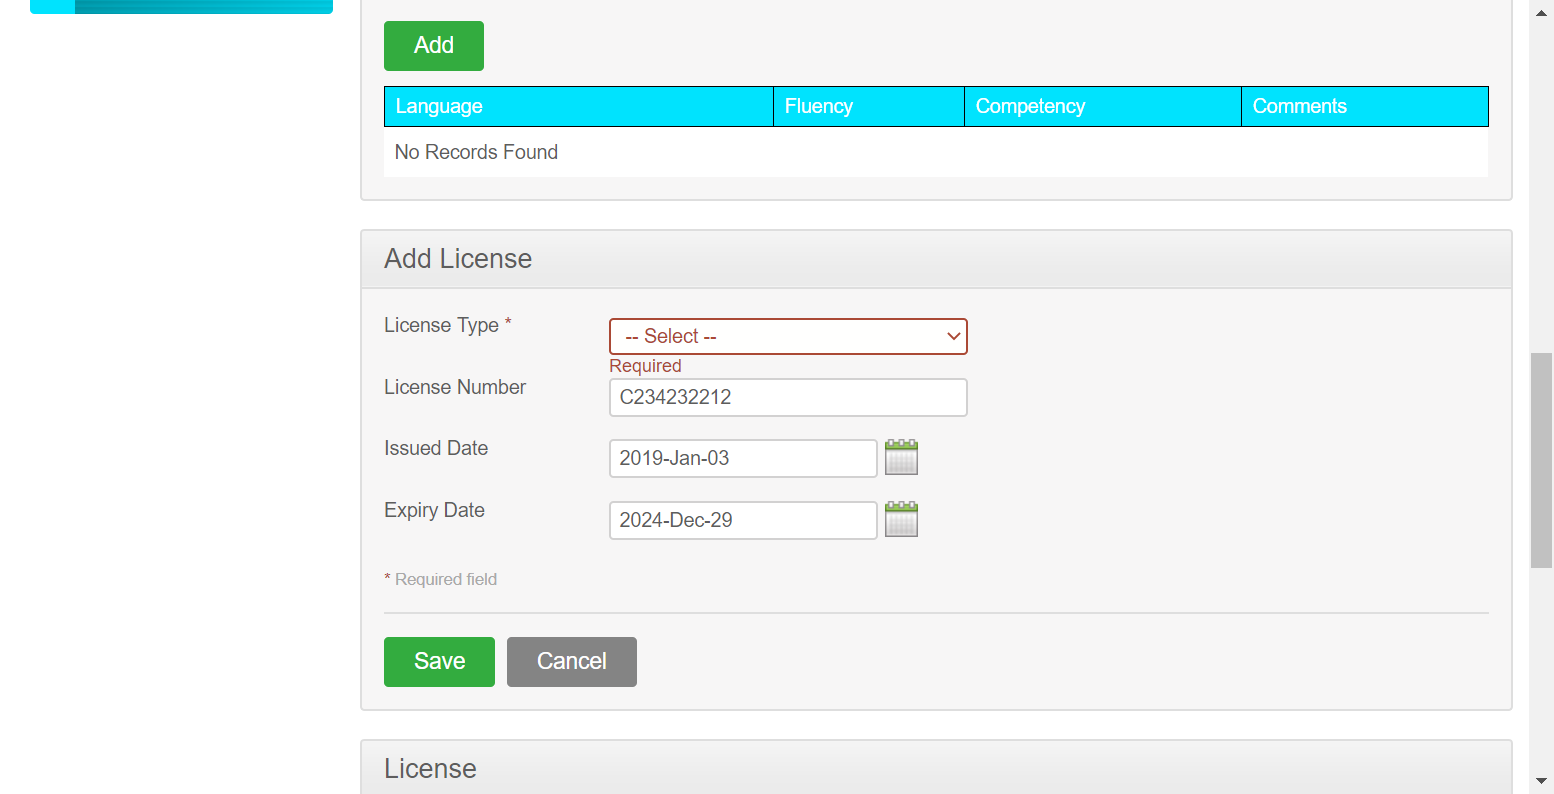 Add
Language Fluency Competency Comments
No Records Found
Add License
License Type *
-- Select --
Required
License Number
C234232212
Issued Date
2019-Jan-03
Expiry Date
2024-Dec-29
* Required field
Save Cancel
License